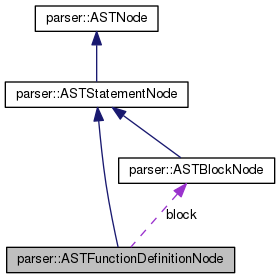 parser::ASTNode
parser::ASTStatementNode
parser::ASTBlockNode
block
parser::ASTFunctionDefinitionNode